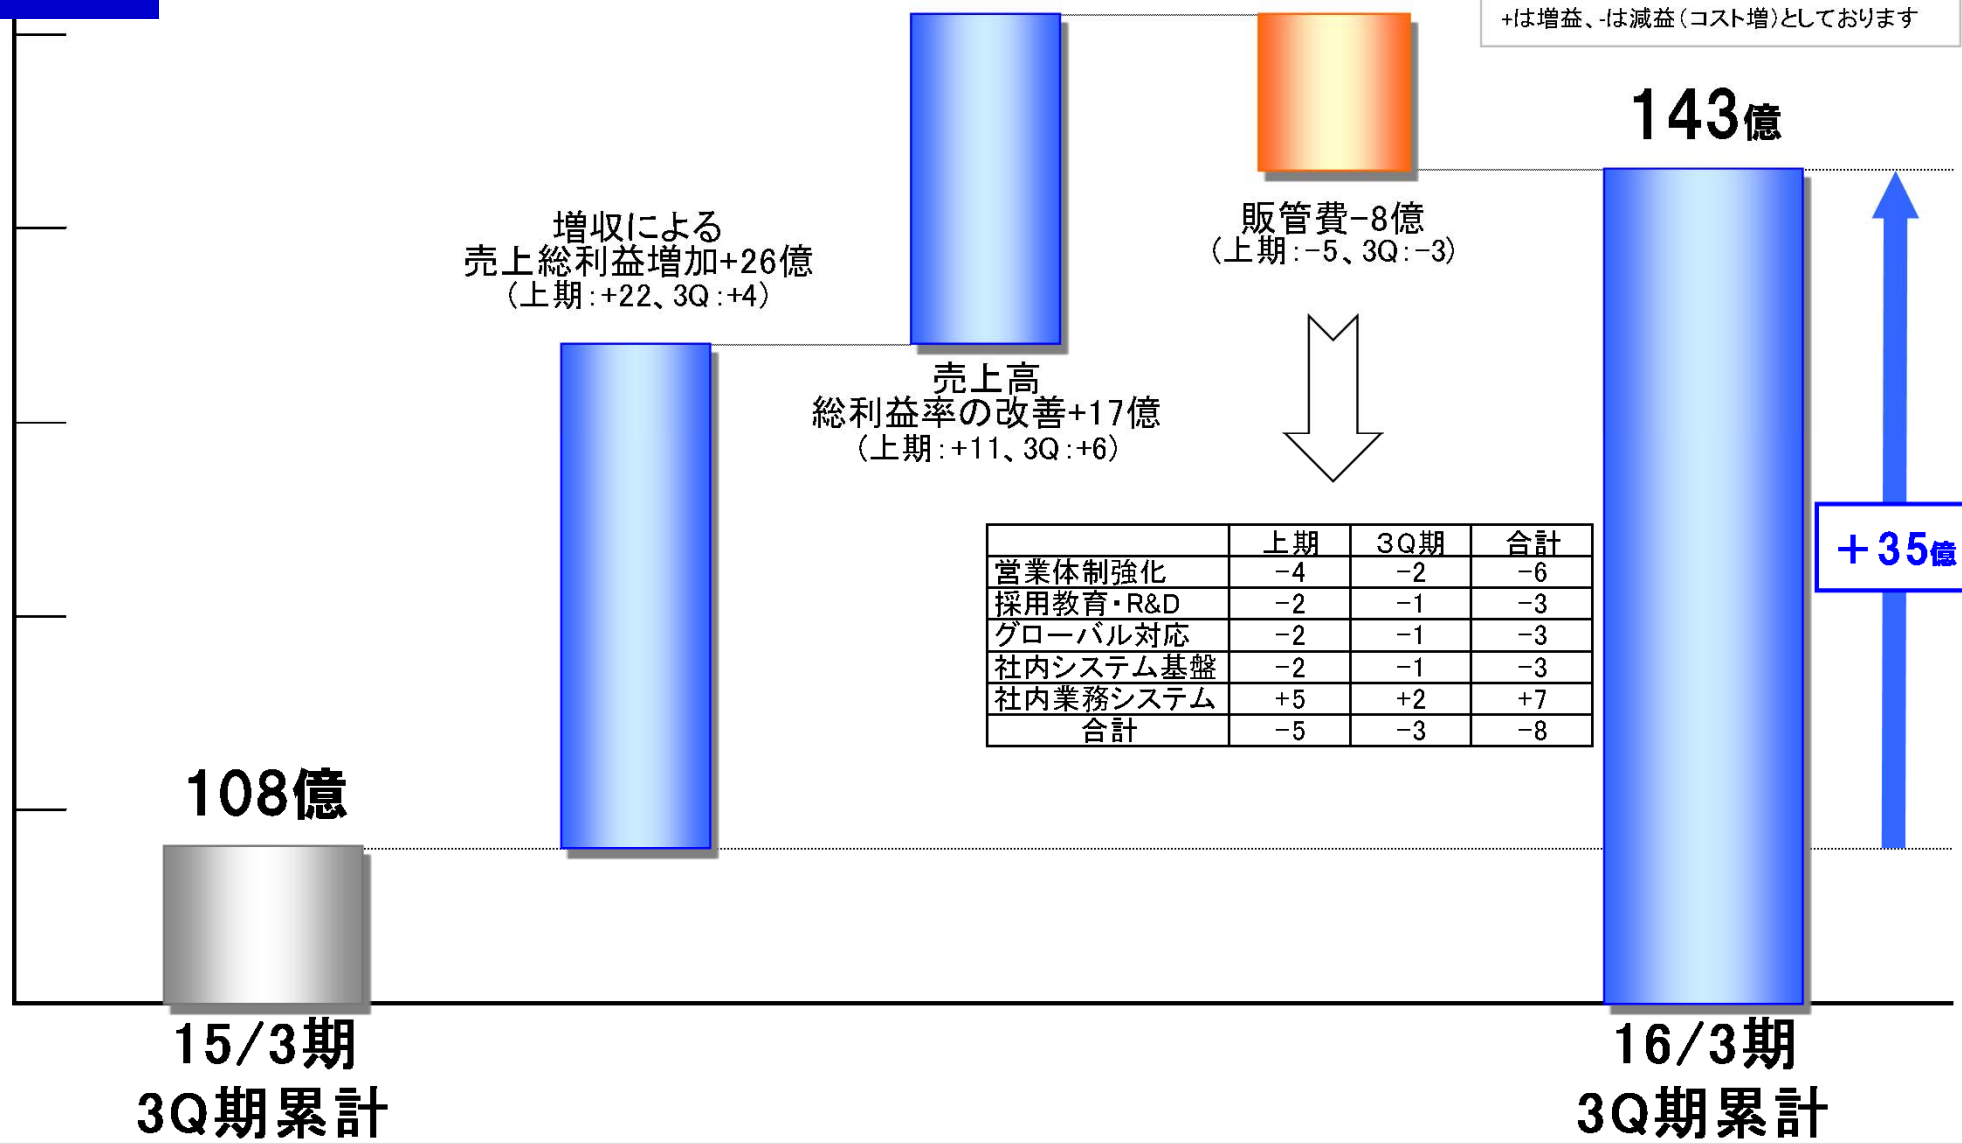 +は増益、-は減益(コスト増)としております
143億
増収による
売上総利益増加+26億
(上期:+22、3Q:+4)
販管費-8億
(上期:-5、3Q:-3)
売上高
総利益率の改善+17億
(上期:+11、3Q:+6)
上期 3Q期 合計
営業体制強化 -4 -2 -6
採用教育・R&D -2 -1 -3
グローバル対応 -2 -1 -3
社内システム基盤 -2 -1 -3
社内業務システム +5 +2 +7
合計 -5 -3 -8
+35億
108億
15/3期
3Q期累計
16/3期
3Q期累計